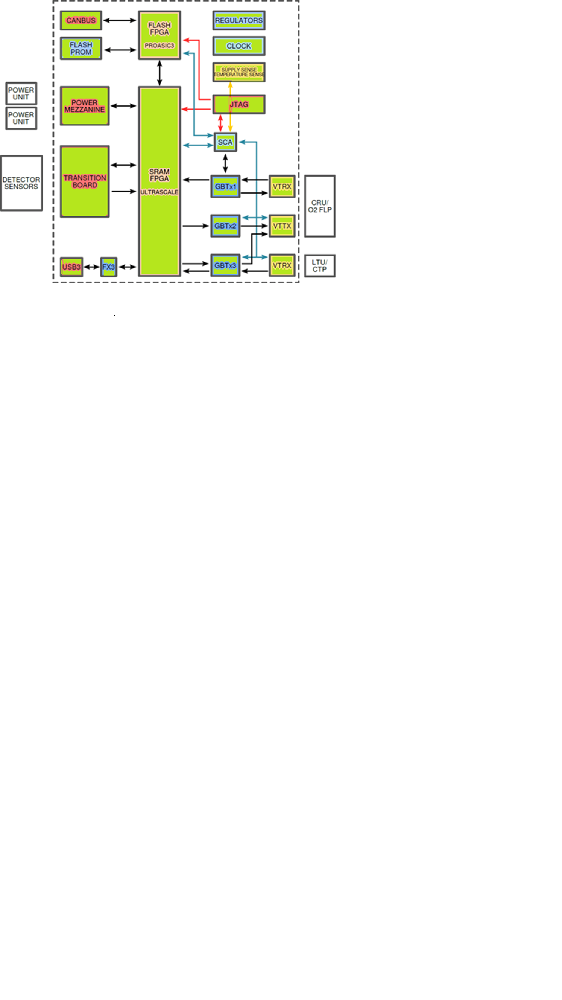 CANBUS
FLASH
FPGA
PROASIC3
REGULATORS
FLASH
PROM
CLOCK
SUPPLY SENSE
TEMPERATURE SENSE
POWER
UNIT
POWER
UNIT
POWER
MEZZANINE
JTAG
SCA
DETECTOR
SENSORS
TRANSITION
BOARD
SRAM
FPGA
ULTRASCALE
GBTx1
VTRX
CRU/
O2 FLP
GBTx2
VTTX
USB3
FX3
GBTx3
VTRX
LTU/
CTP